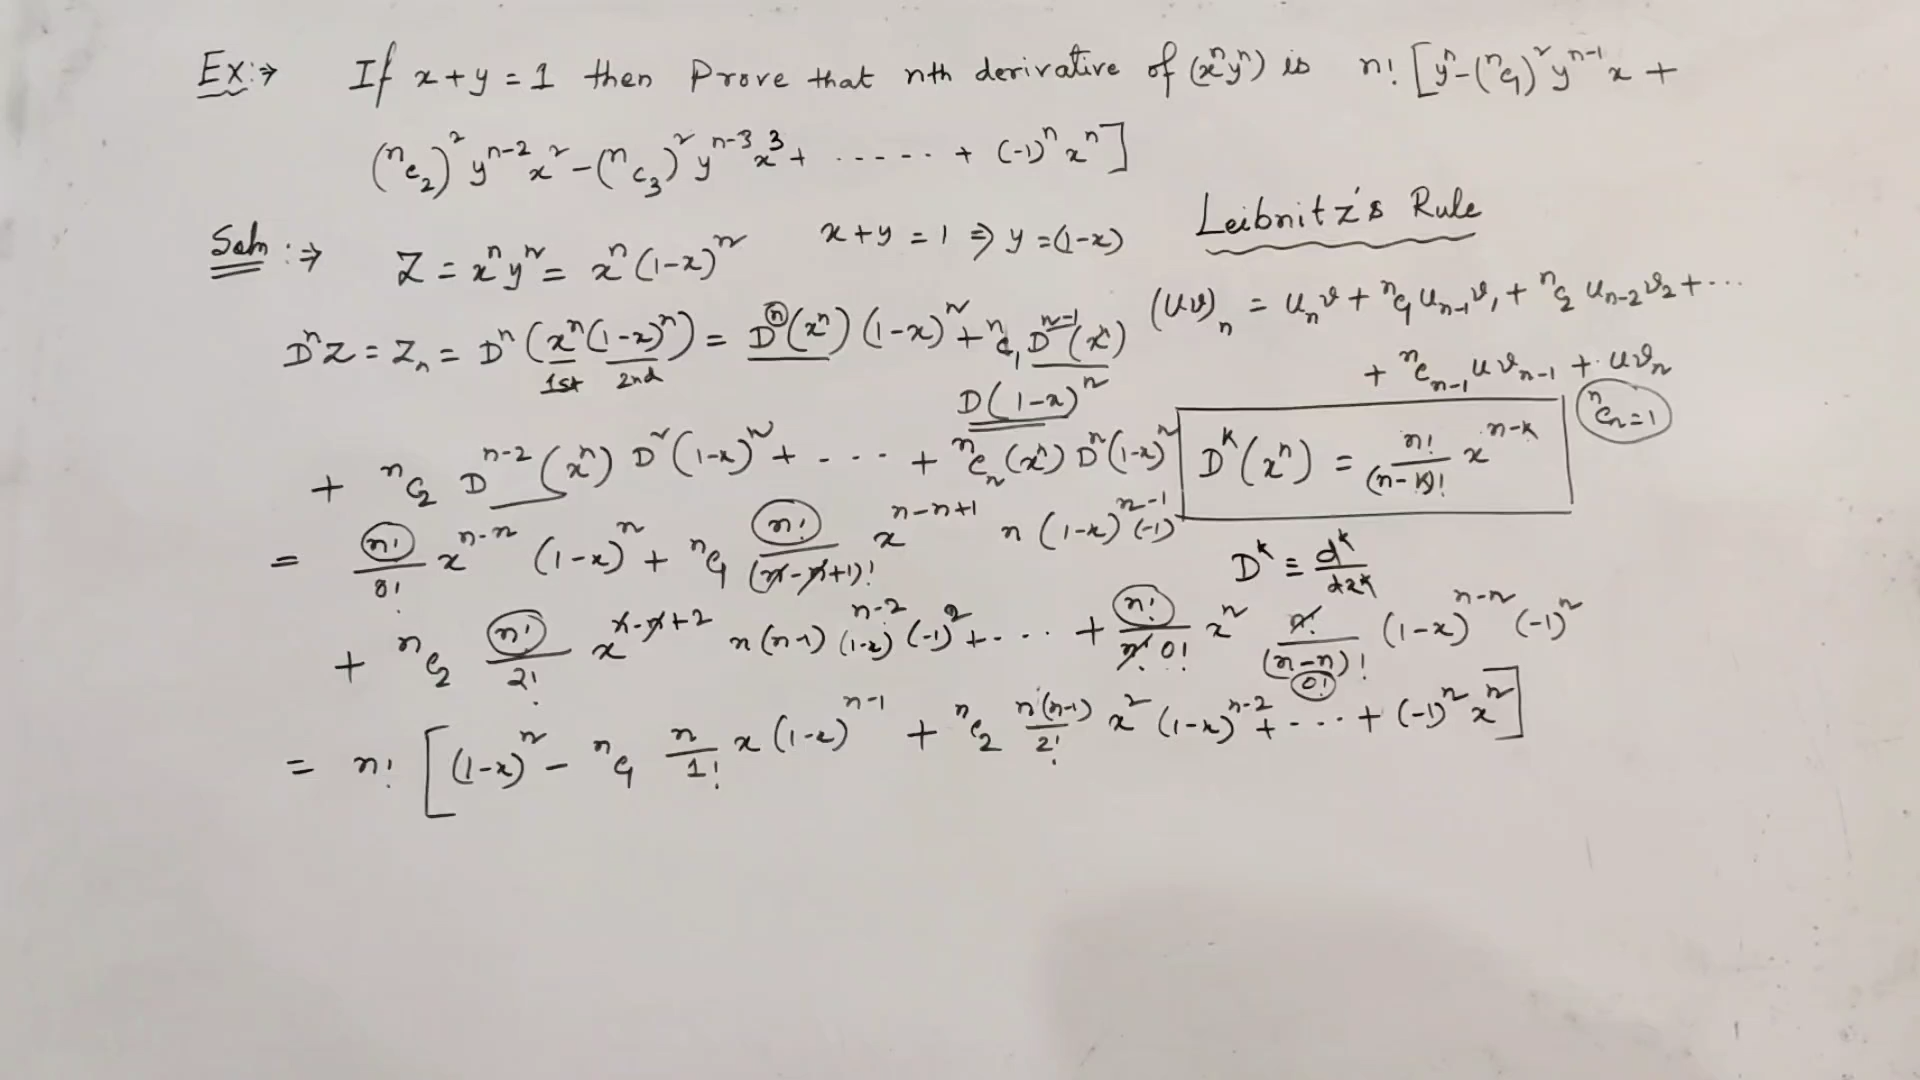 Ex:⇒ If x + y = 1 then Prove that nth derivative of (xⁿyⁿ) is n! [yⁿ - (ⁿC₁)² yⁿ⁻¹ x +
(ⁿC₂)² yⁿ⁻² x² - (ⁿC₃)² yⁿ⁻³ x³ + ..... + (-1)ⁿ xⁿ]
Leibnitz's Rule
Soln :⇒ Z = xⁿyⁿ = xⁿ(1-x)ⁿ x + y = 1 ⇒ y = (1-x)
(uv)ₙ = uₙv + ⁿC₁ uₙ₋₁v₁ + ⁿC₂ uₙ₋₂v₂ + ...
+ ⁿCₙ₋₁ u vₙ₋₁ + uvₙ
DⁿZ = Zₙ = Dⁿ(xⁿ(1-x)ⁿ) = Dⁿ(xⁿ) (1-x)ⁿ + ⁿC₁ Dⁿ⁻¹(xⁿ)
1st 2nd
D(1-x)ⁿ
ⁿCₙ = 1
+ ⁿC₂ Dⁿ⁻²(xⁿ) D²(1-x)ⁿ + .... + ⁿCₙ(xⁿ) Dⁿ(1-x)ⁿ
Dᵏ(xⁿ) = n!/(n-k)! xⁿ⁻ᵏ
= n!/0! xⁿ⁻ⁿ (1-x)ⁿ + ⁿC₁ n!/(n-n+1)! xⁿ⁻ⁿ⁺¹ n(1-x)ⁿ⁻¹(-1)
Dᵏ ≡ dᵏ/dxᵏ
+ ⁿC₂ n!/2! xⁿ⁻ⁿ⁺² n(n-1) (1-x)ⁿ⁻² (-1)² + .... + n!/n! 0! xⁿ n!/(n-n)! (1-x)ⁿ⁻ⁿ (-1)ⁿ
0!
= n! [(1-x)ⁿ - ⁿC₁ n/1! x (1-x)ⁿ⁻¹ + ⁿC₂ n(n-1)/2! x² (1-x)ⁿ⁻² + .... + (-1)ⁿ xⁿ]